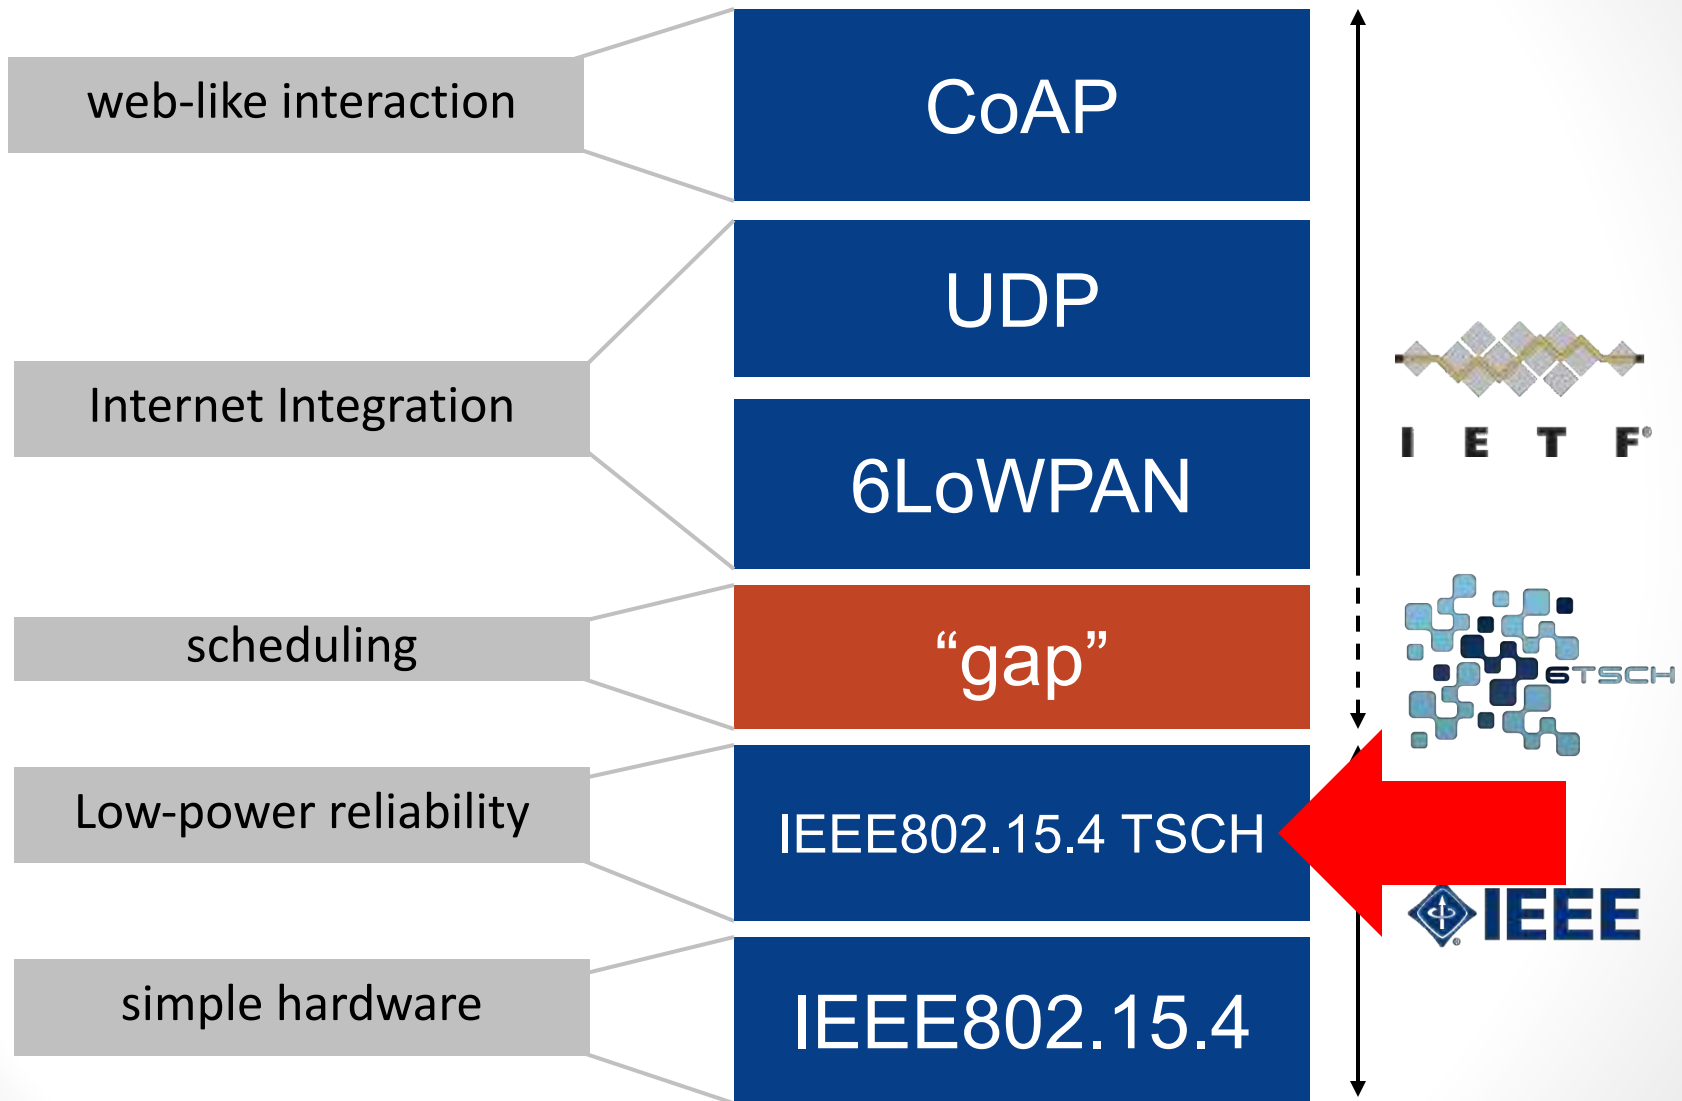 web-like interaction
CoAP
UDP
Internet Integration
6LoWPAN
I E T F®
scheduling
“gap”
6TSCH
Low-power reliability
IEEE802.15.4 TSCH
IEEE
®
simple hardware
IEEE802.15.4